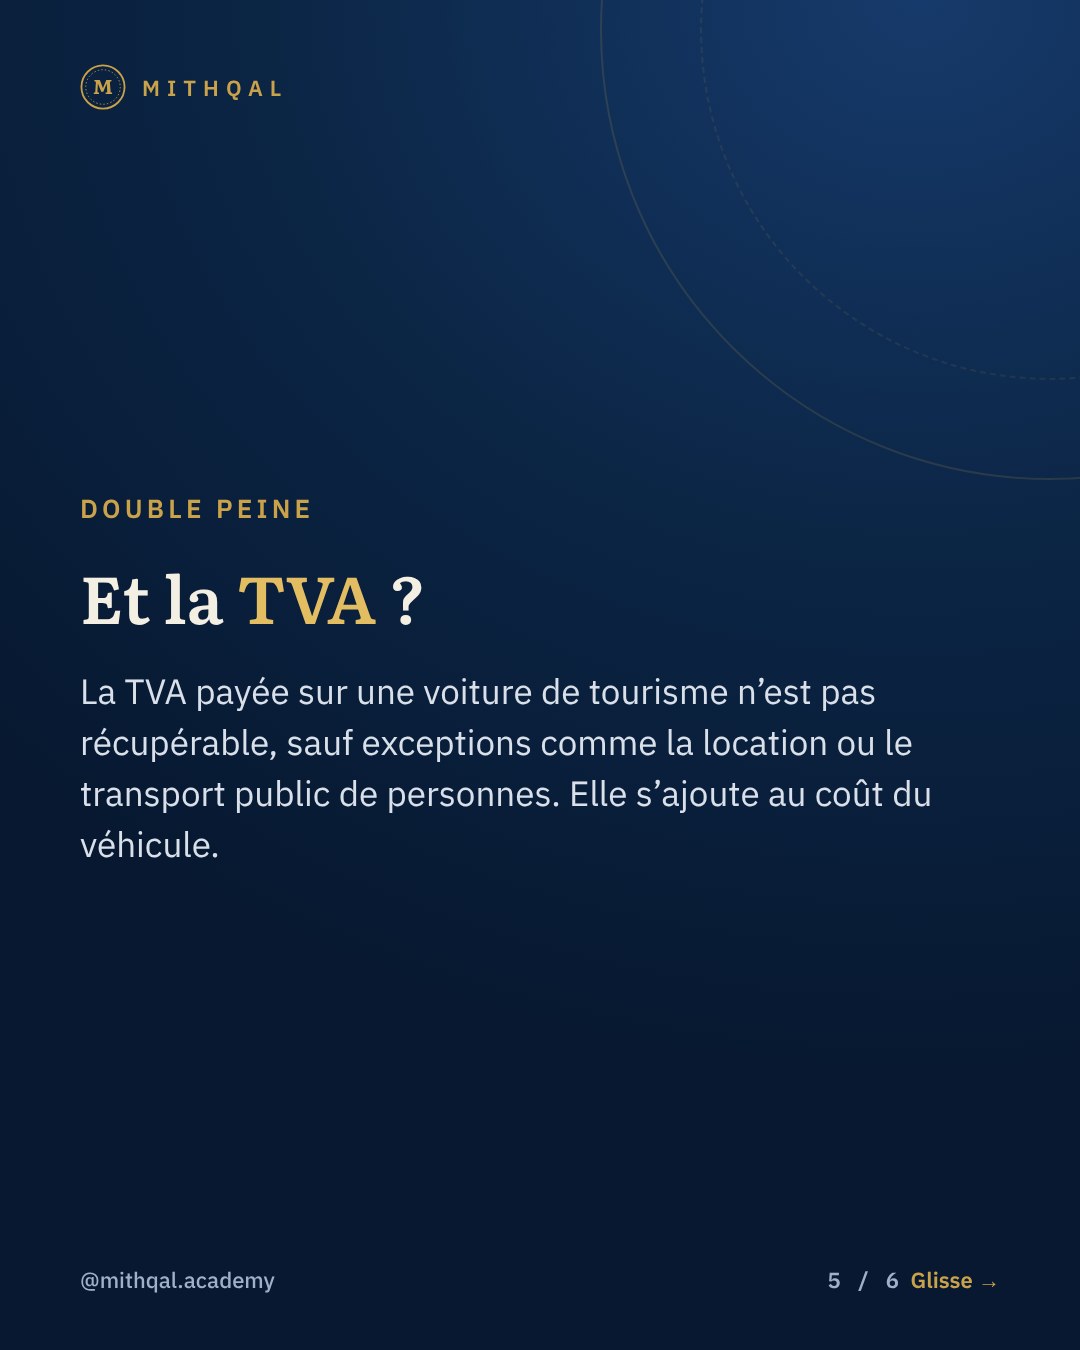 M MITHQAL
DOUBLE PEINE
Et la TVA ?
La TVA payée sur une voiture de tourisme n’est pas
récupérable, sauf exceptions comme la location ou le
transport public de personnes. Elle s’ajoute au coût du
véhicule.
@mithqal.academy
5 / 6 Glisse →